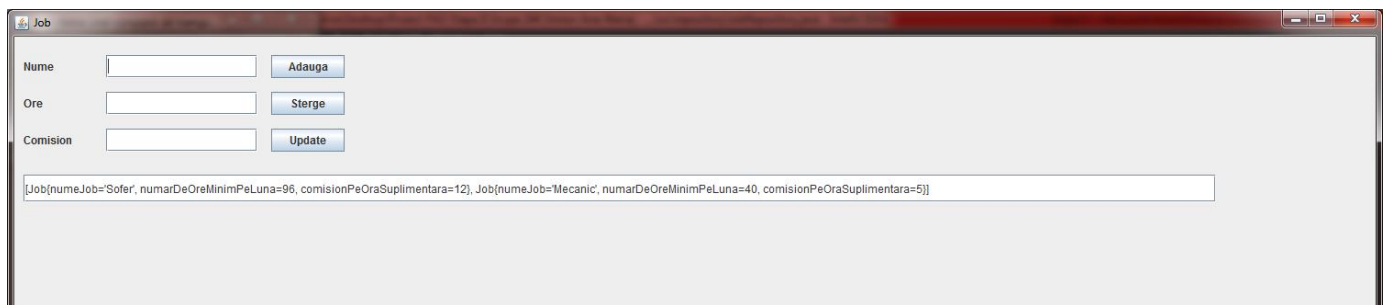 Job
Nume Adauga
Ore Sterge
Comision Update
[Job{numeJob='Sofer', numarDeOreMinimPeLuna=96, comisionPeOraSuplimentara=12}, Job{numeJob='Mecanic', numarDeOreMinimPeLuna=40, comisionPeOraSuplimentara=5}]